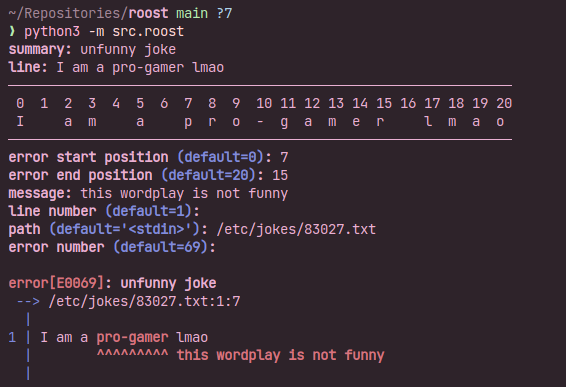 ~/Repositories/roost main ?7
❯ python3 -m src.roost
summary: unfunny joke
line: I am a pro-gamer lmao
0 1 2 3 4 5 6 7 8 9 10 11 12 13 14 15 16 17 18 19 20
I a m a p r o - g a m e r l m a o
error start position (default=0): 7
error end position (default=20): 15
message: this wordplay is not funny
line number (default=1):
path (default='<stdin>'): /etc/jokes/83027.txt
error number (default=69):
error[E0069]: unfunny joke
--> /etc/jokes/83027.txt:1:7
|
1 | I am a pro-gamer lmao
| ^^^^^^^^^ this wordplay is not funny
|